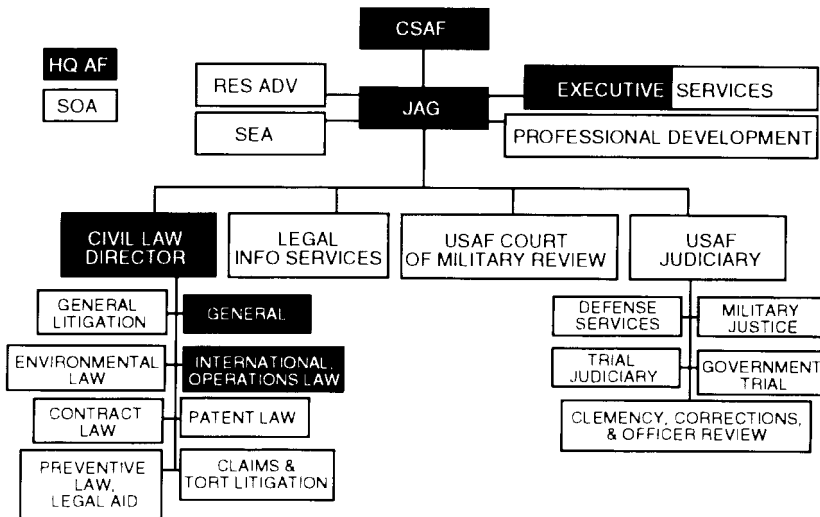 CSAF
HQ AF
SOA
RES ADV
SEA
JAG
EXECUTIVE SERVICES
PROFESSIONAL DEVELOPMENT
CIVIL LAW
DIRECTOR
LEGAL
INFO SERVICES
USAF COURT
OF MILITARY REVIEW
USAF
JUDICIARY
GENERAL
LITIGATION
GENERAL
ENVIRONMENTAL
LAW
INTERNATIONAL,
OPERATIONS LAW
CONTRACT
LAW
PATENT LAW
PREVENTIVE
LAW,
LEGAL AID
CLAIMS &
TORT LITIGATION
DEFENSE
SERVICES
MILITARY
JUSTICE
TRIAL
JUDICIARY
GOVERNMENT
TRIAL
CLEMENCY, CORRECTIONS,
& OFFICER REVIEW